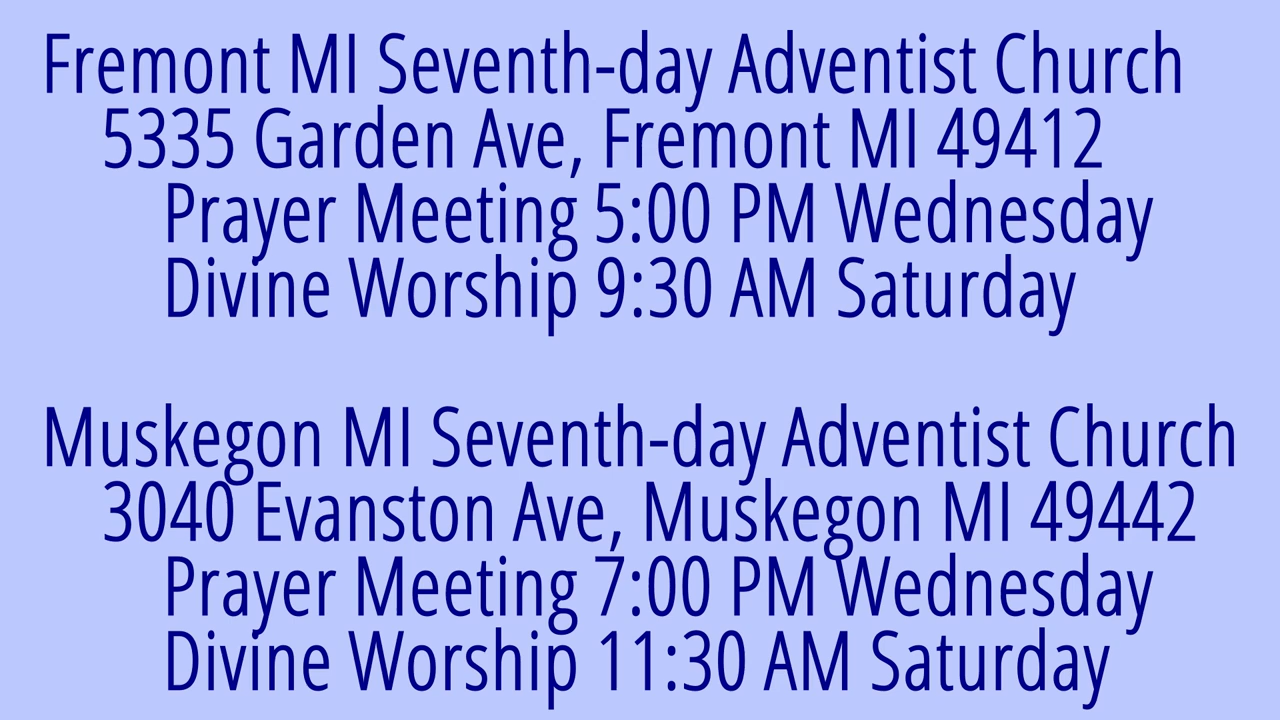 Fremont MI Seventh-day Adventist Church
5335 Garden Ave, Fremont MI 49412
Prayer Meeting 5:00 PM Wednesday
Divine Worship 9:30 AM Saturday
Muskegon MI Seventh-day Adventist Church
3040 Evanston Ave, Muskegon MI 49442
Prayer Meeting 7:00 PM Wednesday
Divine Worship 11:30 AM Saturday